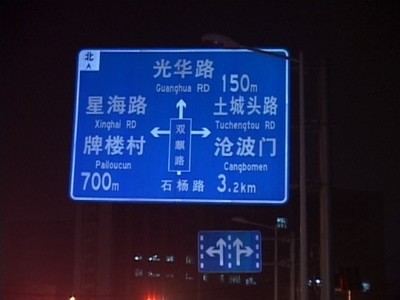 北
光华路
Guanghua RD
150m
星海路
Xinghai RD
土城头路
Tuchengtou RD
双麒路
牌楼村
Pailoucun
沧波门
Cangbomen
700m
石杨路
3.2km